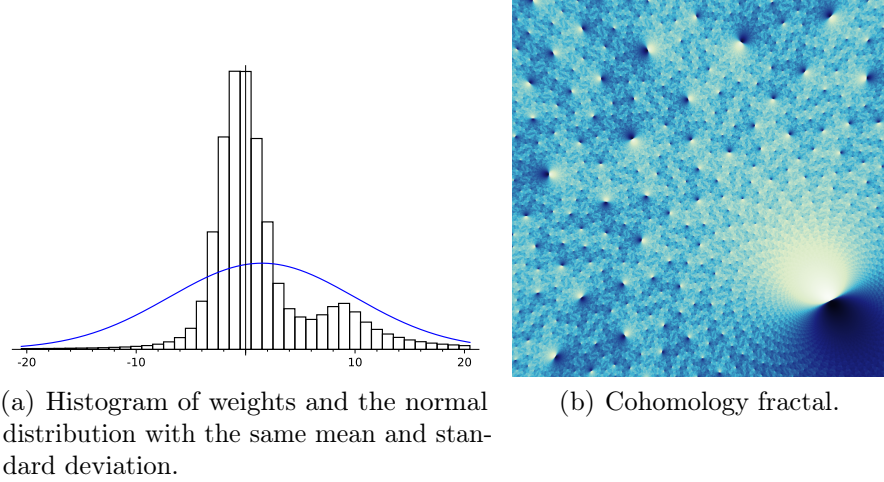 -20 -10 0 10 20
(a) Histogram of weights and the normal
distribution with the same mean and stan-
dard deviation.
(b) Cohomology fractal.